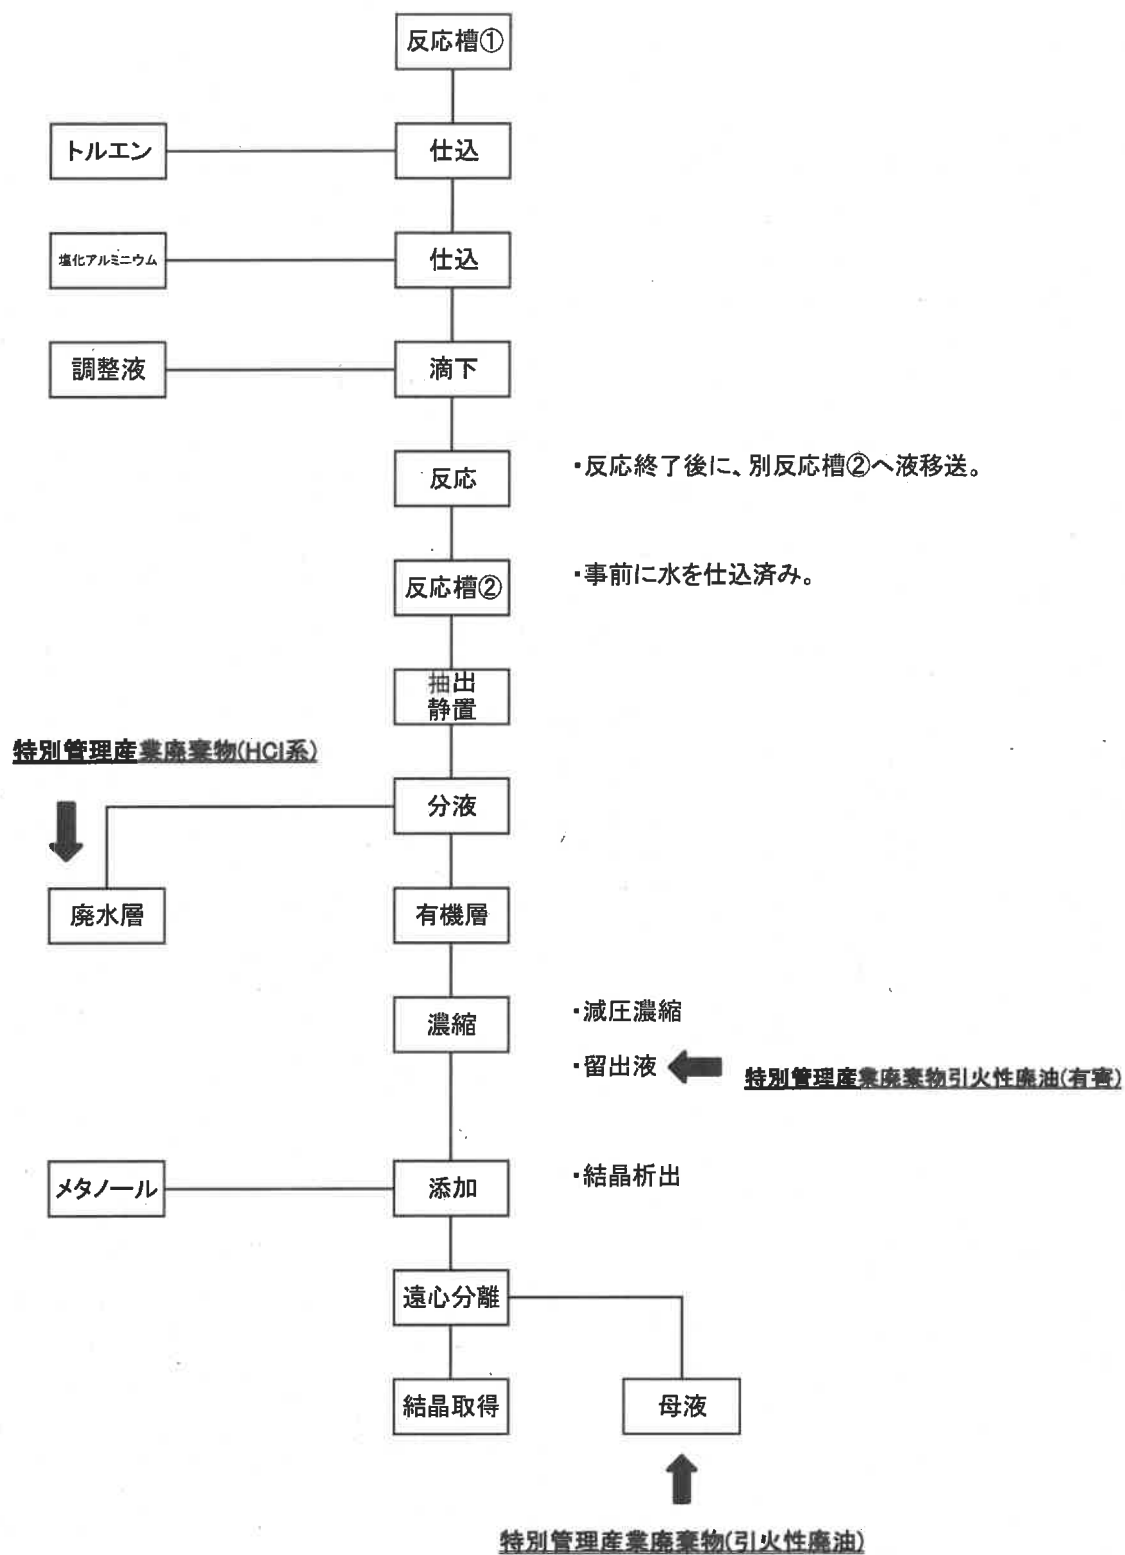 反応槽①
トルエン
仕込
塩化アルミニウム
仕込
調整液
滴下
反応
・反応終了後に、別反応槽②へ液移送。
反応槽②
・事前に水を仕込済み。
抽出
静置
特別管理産業廃棄物(HCl系)
分液
廃水層
有機層
濃縮
・減圧濃縮
・留出液
特別管理産業廃棄物引火性廃油(有害)
メタノール
添加
・結晶析出
遠心分離
結晶取得
母液
特別管理産業廃棄物(引火性廃油)